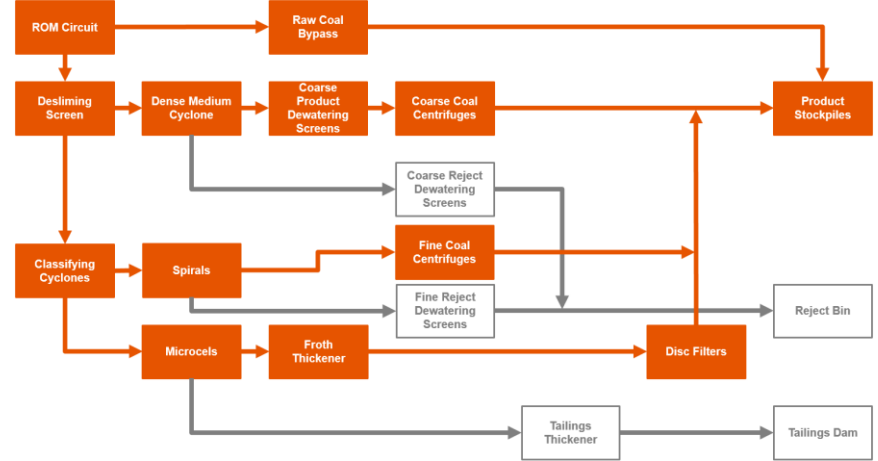 ROM Circuit
Raw Coal
Bypass
Desliming
Screen
Dense Medium
Cyclone
Coarse
Product
Dewatering
Screens
Coarse Coal
Centrifuges
Product
Stockpiles
Coarse Reject
Dewatering
Screens
Classifying
Cyclones
Spirals
Fine Coal
Centrifuges
Fine Reject
Dewatering
Screens
Reject Bin
Microcels
Froth
Thickener
Disc Filters
Tailings
Thickener
Tailings Dam